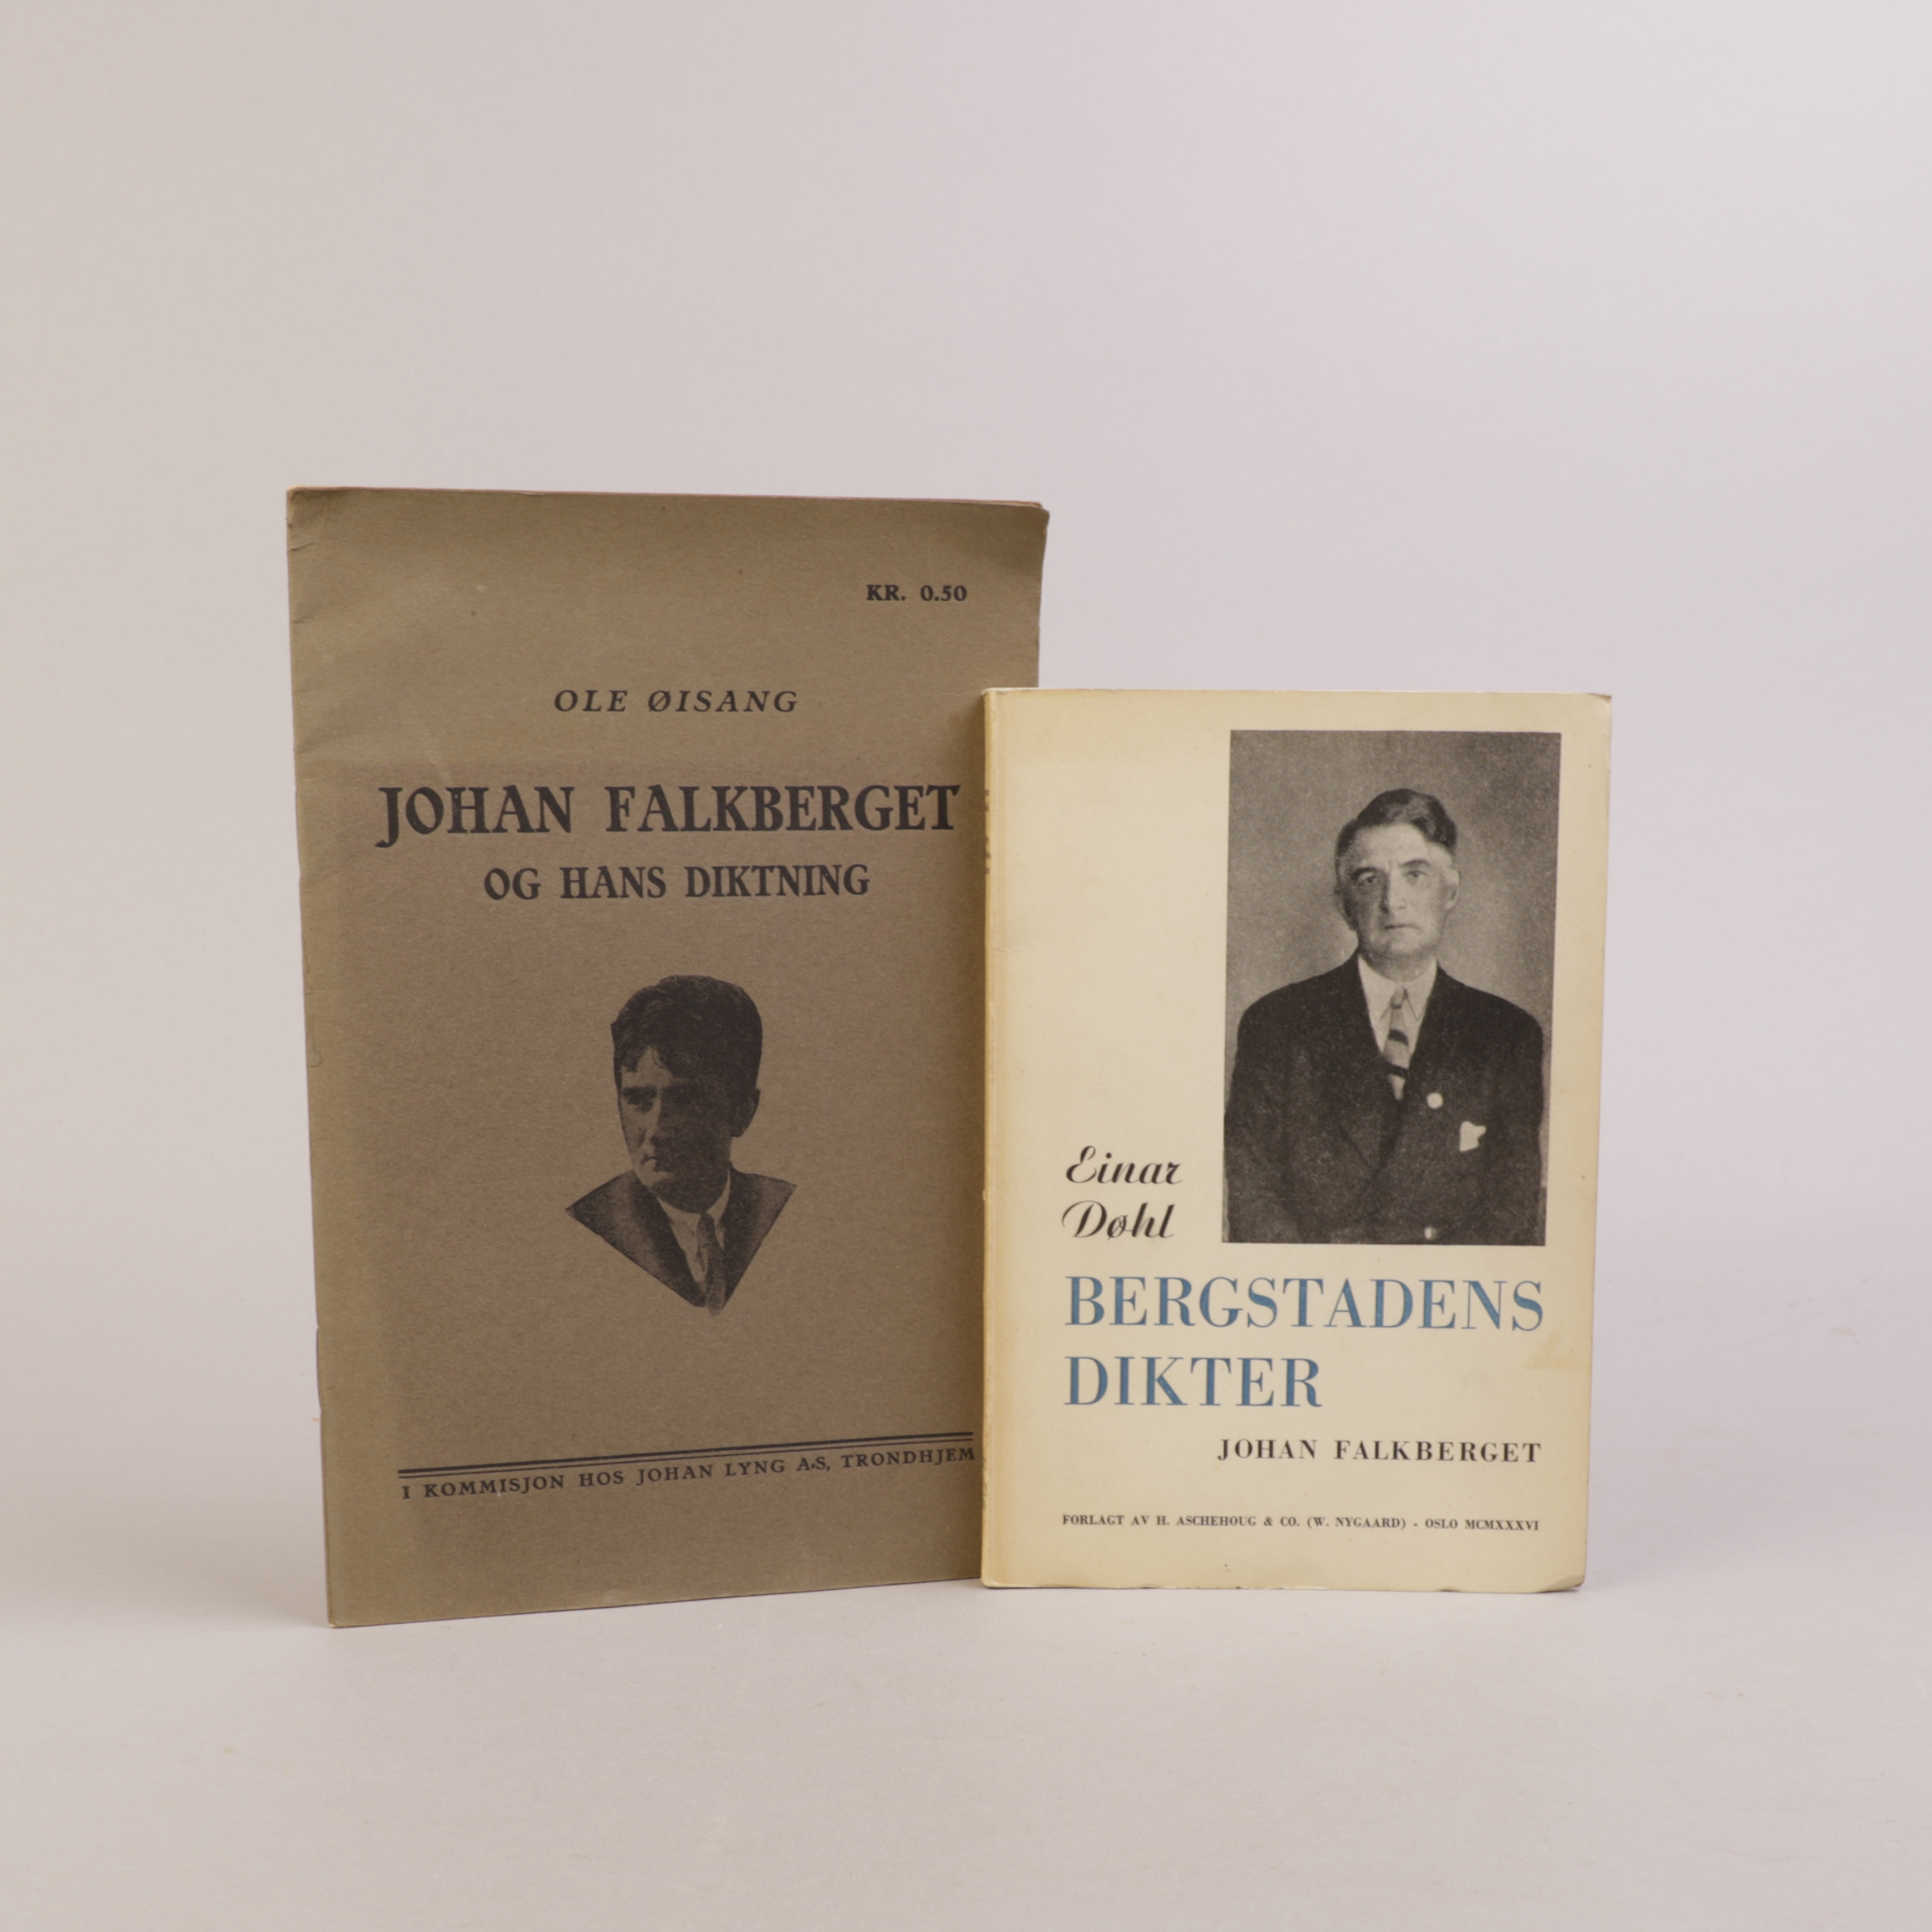 KR. 0.50
OLE ØISANG
JOHAN FALKBERGET
OG HANS DIKTNING
I KOMMISJON HOS JOHAN LYNG A.S, TRONDHJEM
Einar
Døhl
BERGSTADENS
DIKTER
JOHAN FALKBERGET
FORLAGT AV H. ASCHEHOUG & CO. (W. NYGAARD) - OSLO MCMXXXVI